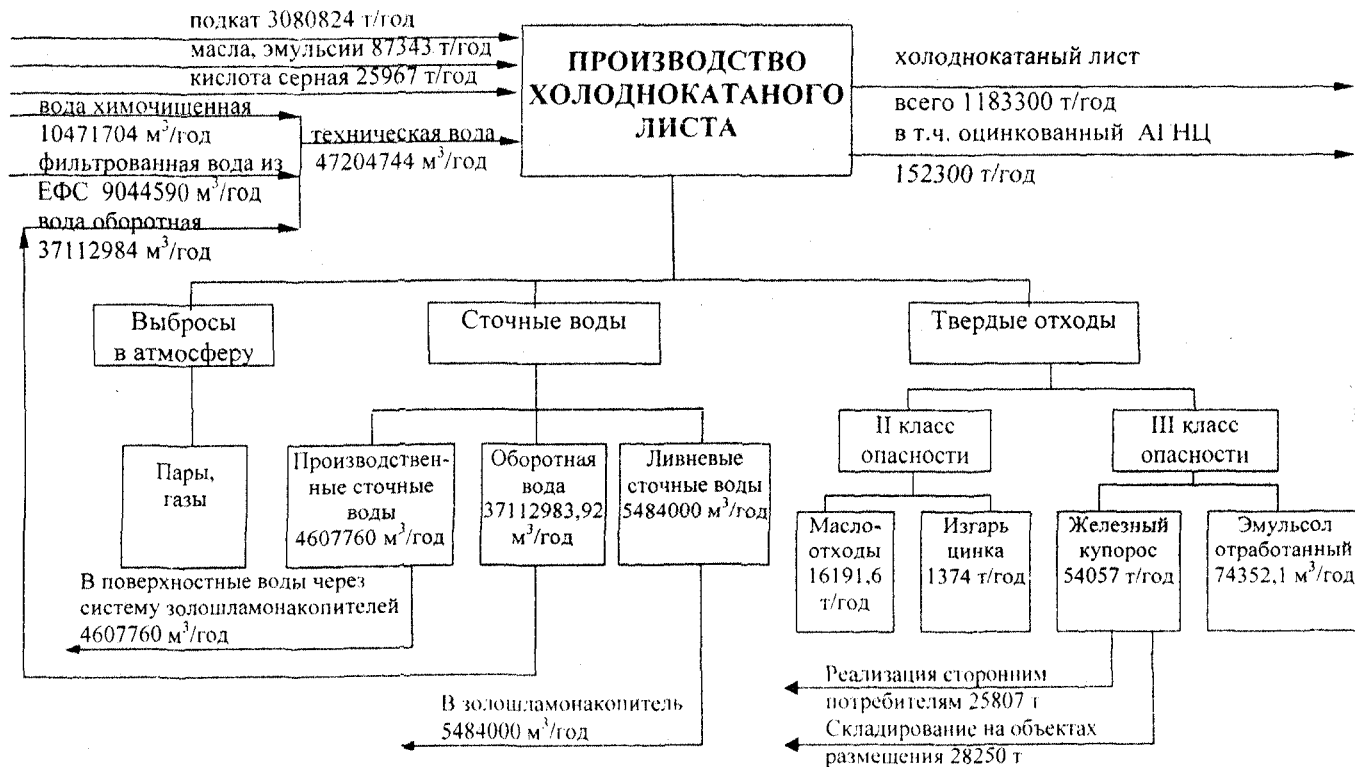 подкат 3080824 т/год
масла, эмульсии 87343 т/год
кислота серная 25967 т/год
вода химочищенная
10471704 м³/год
фильтрованная вода из
ЕФС 9044590 м³/год
вода оборотная
37112984 м³/год
техническая вода
47204744 м³/год
ПРОИЗВОДСТВО
ХОЛОДНОКАТАНОГО
ЛИСТА
холоднокатаный лист
всего 1183300 т/год
в т.ч. оцинкованный АГНЦ
152300 т/год
Выбросы
в атмосферу
Сточные воды
Твердые отходы
II класс
опасности
III класс
опасности
Пары,
газы
Производствен-
ные сточные
воды
4607760 м³/год
Оборотная
вода
37112983,92
м³/год
Ливневые
сточные воды
5484000 м³/год
Масло-
отходы
16191,6
т/год
Изгарь
цинка
1374 т/год
Железный
купорос
54057 т/год
Эмульсол
отработанный
74352,1 м³/год
В поверхностные воды через
систему золошламонакопителей
4607760 м³/год
В золошламонакопитель
5484000 м³/год
Реализация сторонним
потребителям 25807 т
Складирование на объектах
размещения 28250 т